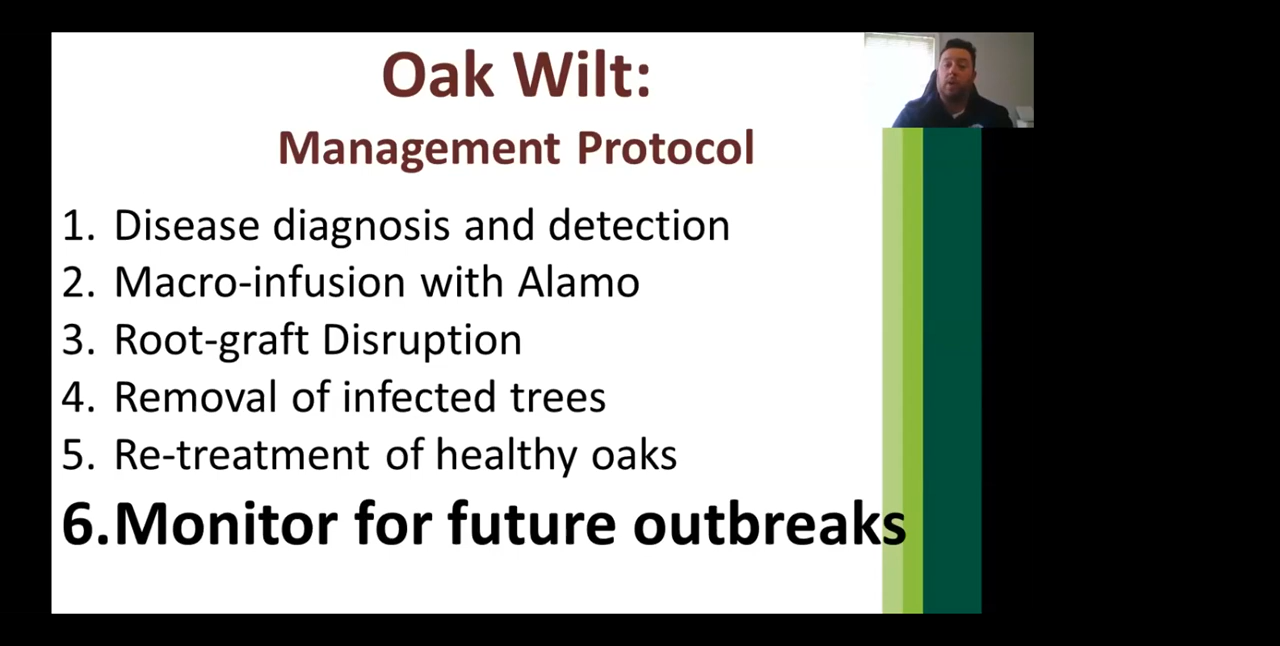 Oak Wilt:
Management Protocol
1. Disease diagnosis and detection
2. Macro-infusion with Alamo
3. Root-graft Disruption
4. Removal of infected trees
5. Re-treatment of healthy oaks
6.Monitor for future outbreaks